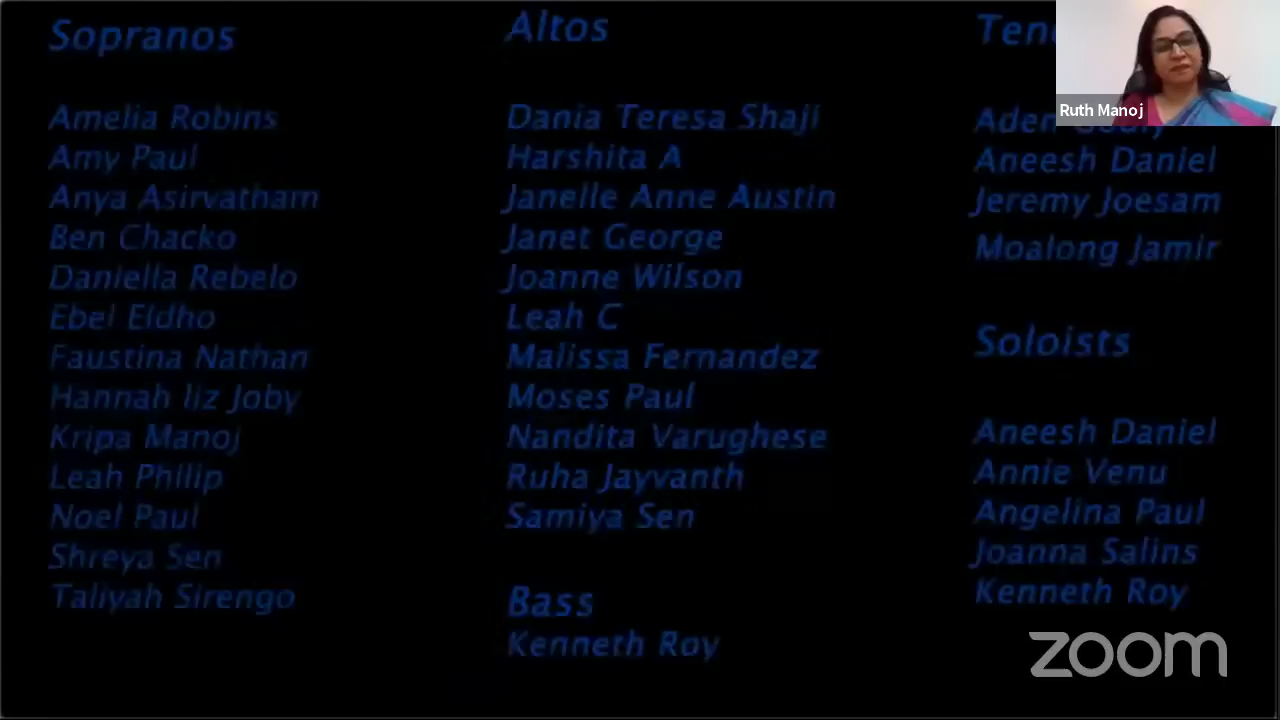 Sopranos
Amelia Robins
Amy Paul
Anya Asirvatham
Ben Chacko
Daniella Rebelo
Ebel Eldho
Faustina Nathan
Hannah liz Joby
Kripa Manoj
Leah Philip
Noel Paul
Shreya Sen
Taliyah Sirengo
Altos
Dania Teresa Shaji
Harshita A
Janelle Anne Austin
Janet George
Joanne Wilson
Leah C
Malissa Fernandez
Moses Paul
Nandita Varughese
Ruha Jayvanth
Samiya Sen
Bass
Kenneth Roy
Aden
Aneesh Daniel
Jeremy Joesam
Moalong Jamir
Soloists
Aneesh Daniel
Annie Venu
Angelina Paul
Joanna Salins
Kenneth Roy
Ruth Manoj
zoom